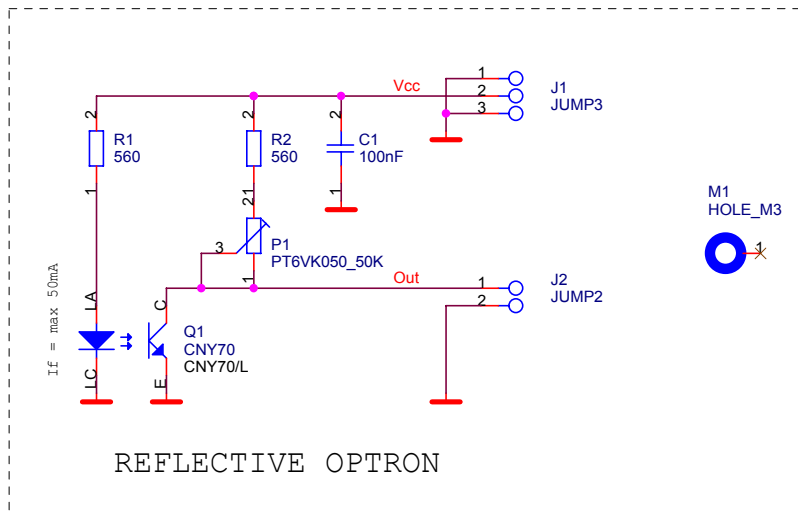 Vcc
1
2
3
J1
JUMP3
2
R1
560
1
2
R2
560
21
2
C1
100nF
1
3
P1
PT6VK050_50K
1
M1
HOLE_M3
1
Out
1
2
J2
JUMP2
If = max 50mA
LA
LC
C
E
Q1
CNY70
CNY70/L
REFLECTIVE OPTRON